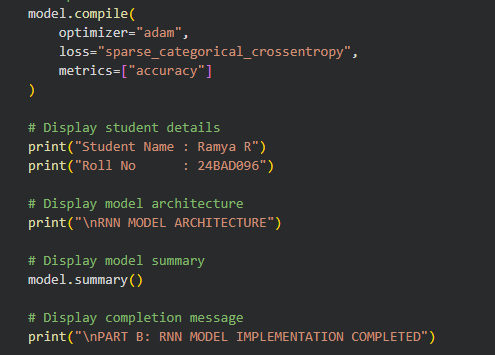 model.compile(
    optimizer="adam",
    loss="sparse_categorical_crossentropy",
    metrics=["accuracy"]
)

# Display student details
print("Student Name : Ramya R")
print("Roll No      : 24BAD096")

# Display model architecture
print("\nRNN MODEL ARCHITECTURE")

# Display model summary
model.summary()

# Display completion message
print("\nPART B: RNN MODEL IMPLEMENTATION COMPLETED")